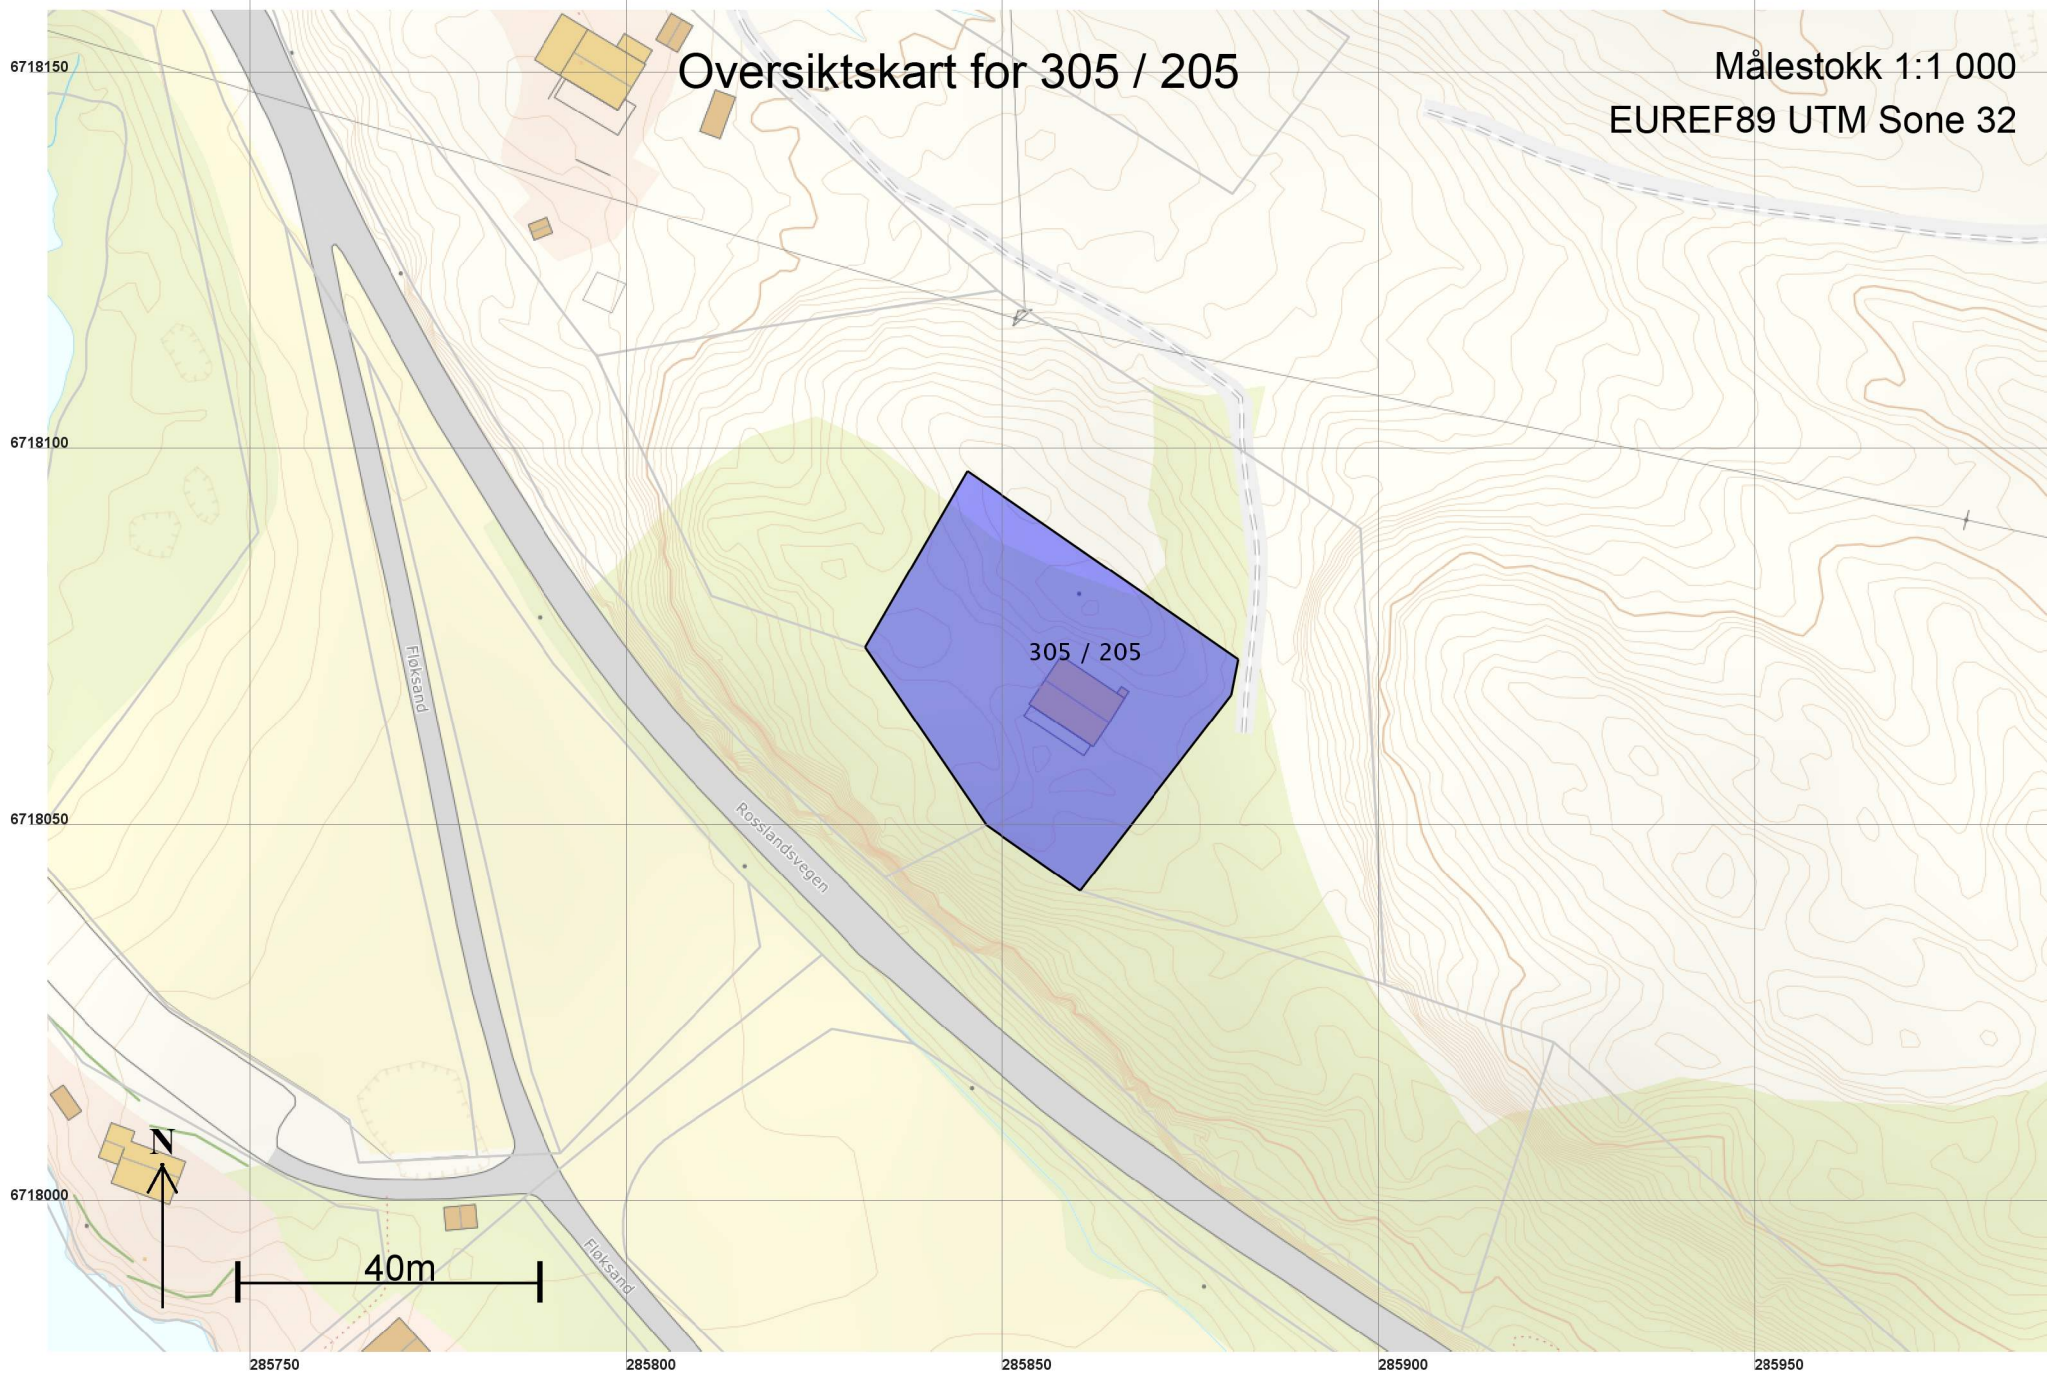 Oversiktskart for 305 / 205
Målestokk 1:1 000
EUREF89 UTM Sone 32
6718150
6718100
6718050
6718000
Fløksand
305 / 205
Rosslandsvegen
Fløksand
N
40m
285750
285800
285850
285900
285950